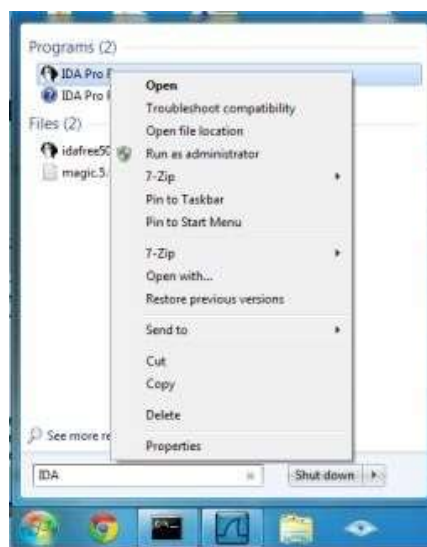 Programs (2)
IDA Pro F
IDA Pro F
Files (2)
idafree50
magic.5.
Open
Troubleshoot compatibility
Open file location
Run as administrator
7-Zip
Pin to Taskbar
Pin to Start Menu
7-Zip
Open with...
Restore previous versions
Send to
Cut
Copy
Delete
Properties
See more re
IDA
Shut down